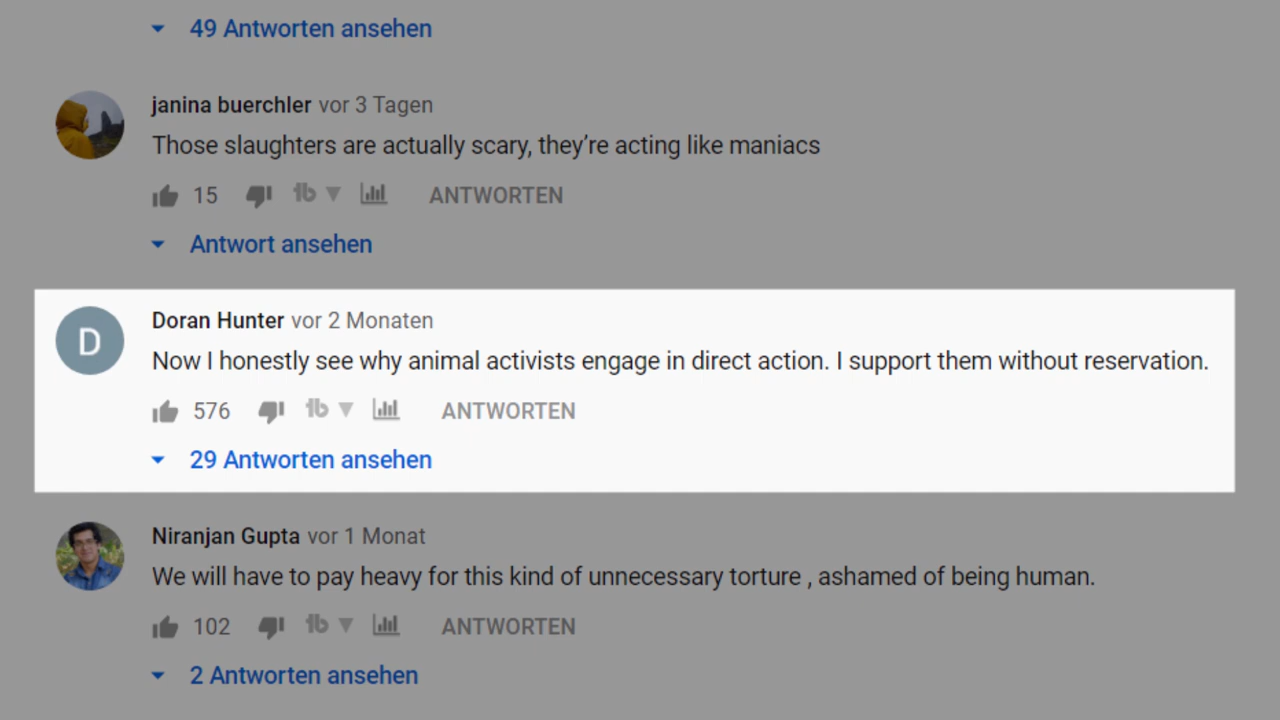 49 Antworten ansehen
janina buerchler vor 3 Tagen
Those slaughters are actually scary, they’re acting like maniacs
15 ANTWORTEN
Antwort ansehen
D
Doran Hunter vor 2 Monaten
Now I honestly see why animal activists engage in direct action. I support them without reservation.
576 ANTWORTEN
29 Antworten ansehen
Niranjan Gupta vor 1 Monat
We will have to pay heavy for this kind of unnecessary torture , ashamed of being human.
102 ANTWORTEN
2 Antworten ansehen